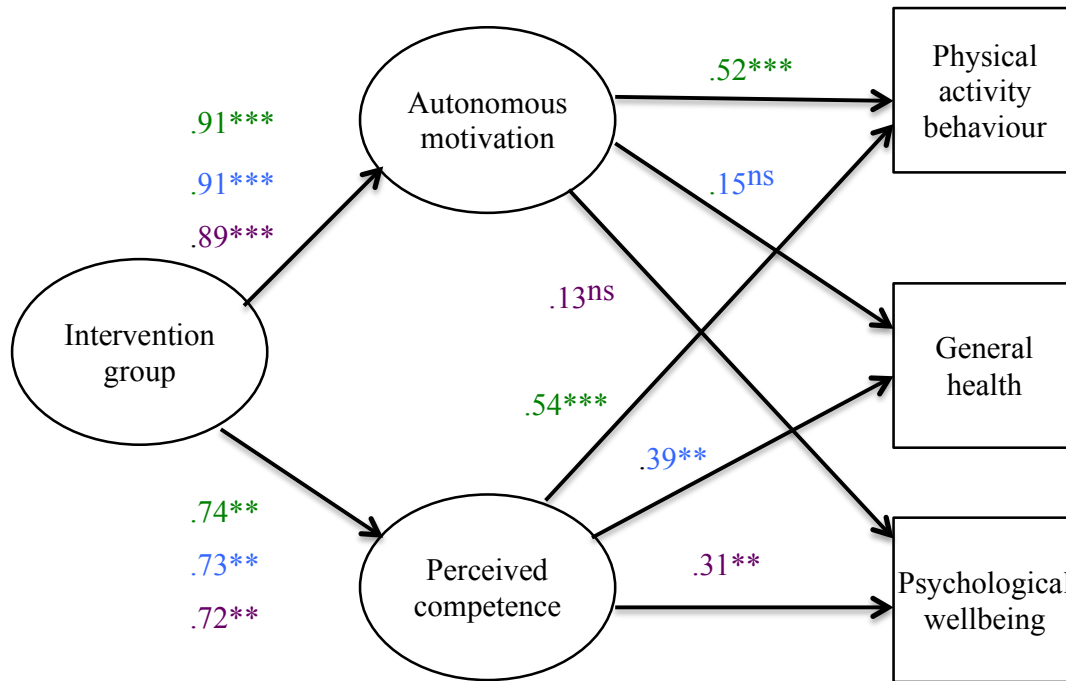 Physical
activity
behaviour
.52***
Autonomous
motivation
.91***
.91***
.89***
.15ns
.13ns
Intervention
group
General
health
.54***
.39**
.74**
.73**
.72**
.31**
Perceived
competence
Psychological
wellbeing